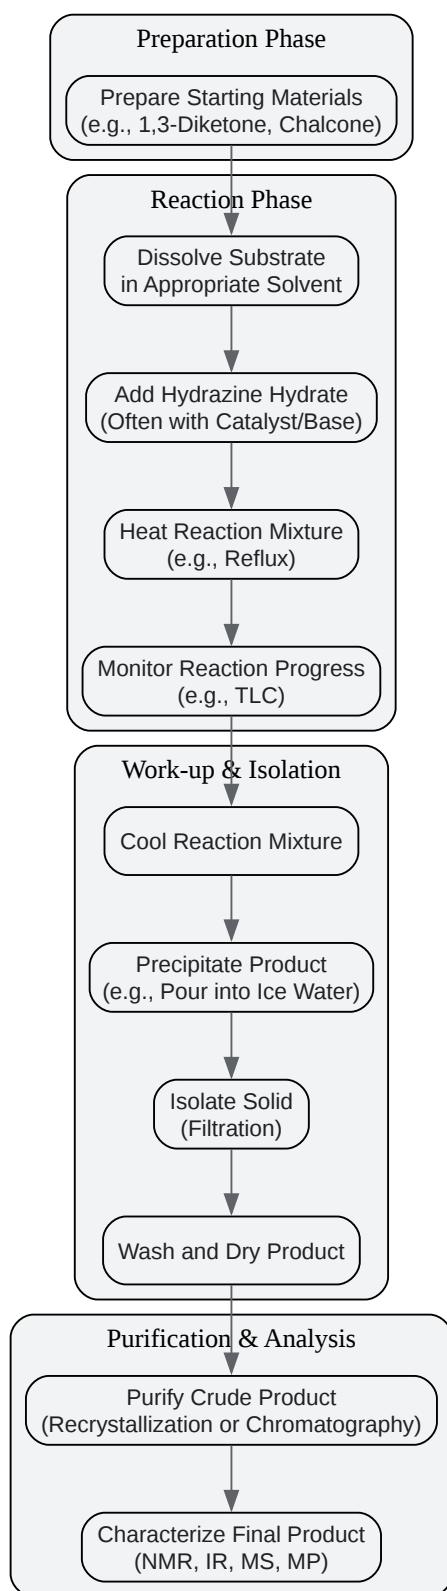 Preparation Phase
Prepare Starting Materials
(e.g., 1,3-Diketone, Chalcone)
Reaction Phase
Dissolve Substrate
in Appropriate Solvent
Add Hydrazine Hydrate
(Often with Catalyst/Base)
Heat Reaction Mixture
(e.g., Reflux)
Monitor Reaction Progress
(e.g., TLC)
Work-up & Isolation
Cool Reaction Mixture
Precipitate Product
(e.g., Pour into Ice Water)
Isolate Solid
(Filtration)
Wash and Dry Product
Purification & Analysis
Purify Crude Product
(Recrystallization or Chromatography)
Characterize Final Product
(NMR, IR, MS, MP)